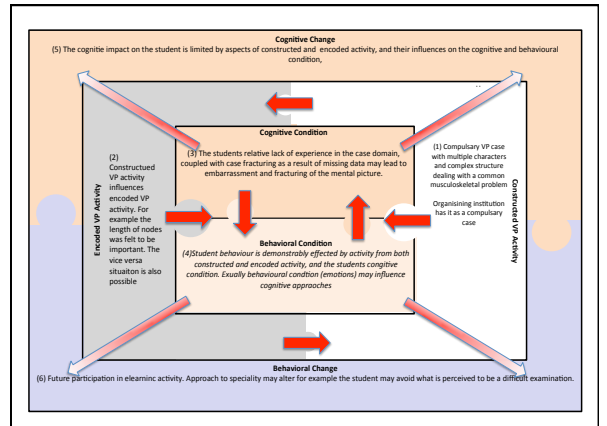 Cognitive Change
(5) The cognitie impact on the student is limited by aspects of constructed and encoded activity, and their influences on the cognitive and behavioural
condition,
Encoded VP Activity
(2)
Constructued
VP activity
influences
encoded VP
activity. For
example the
length of nodes
was felt to be
important. The
vice versa
situaiton is also
possible
Cognitive Condition
(3) The students relative lack of experience in the case domain,
coupled with case fracturing as a result of missing data may lead to
embarrassment and fracturing of the mental picture.
Behavioral Condition
(4)Student behaviour is demonstrably effected by activity from both
constructed and encoded activity, and the students congitive
condition. Exually behavioural condition (emotions) may influence
cognitive approaches
..
(1) Compulsary VP case
with multiple characters
and complex structure
dealing with a common
musculoskeletal problem
Organisining institution
has it as a compulsary
case
Constructed VP Activity
Behavioral Change
(6) Future participation in elearninc activity. Approach to speciality may alter for example the student may avoid what is perceived to be a difficult examination.